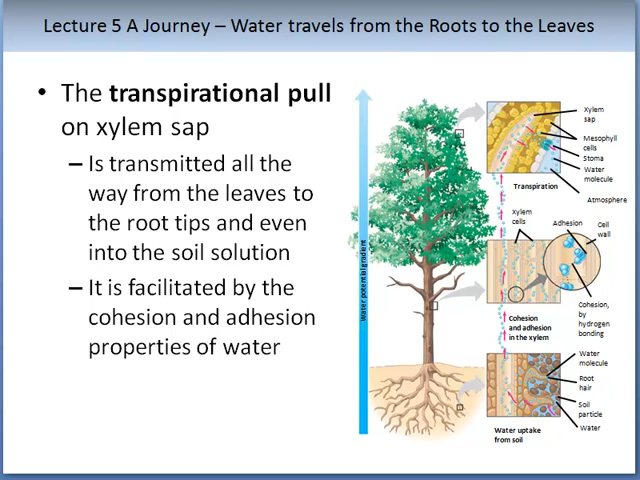 Lecture 5 A Journey – Water travels from the Roots to the Leaves
• The transpirational pull
on xylem sap
– Is transmitted all the
way from the leaves to
the root tips and even
into the soil solution
– It is facilitated by the
cohesion and adhesion
properties of water
Water potential gradient
Xylem
sap
Mesophyll
cells
Stoma
Water
molecule
Transpiration
Atmosphere
Xylem
cells
Adhesion
Cell
wall
Cohesion
and adhesion
in the xylem
Cohesion,
by
hydrogen
bonding
Water
molecule
Root
hair
Soil
particle
Water
Water uptake
from soil